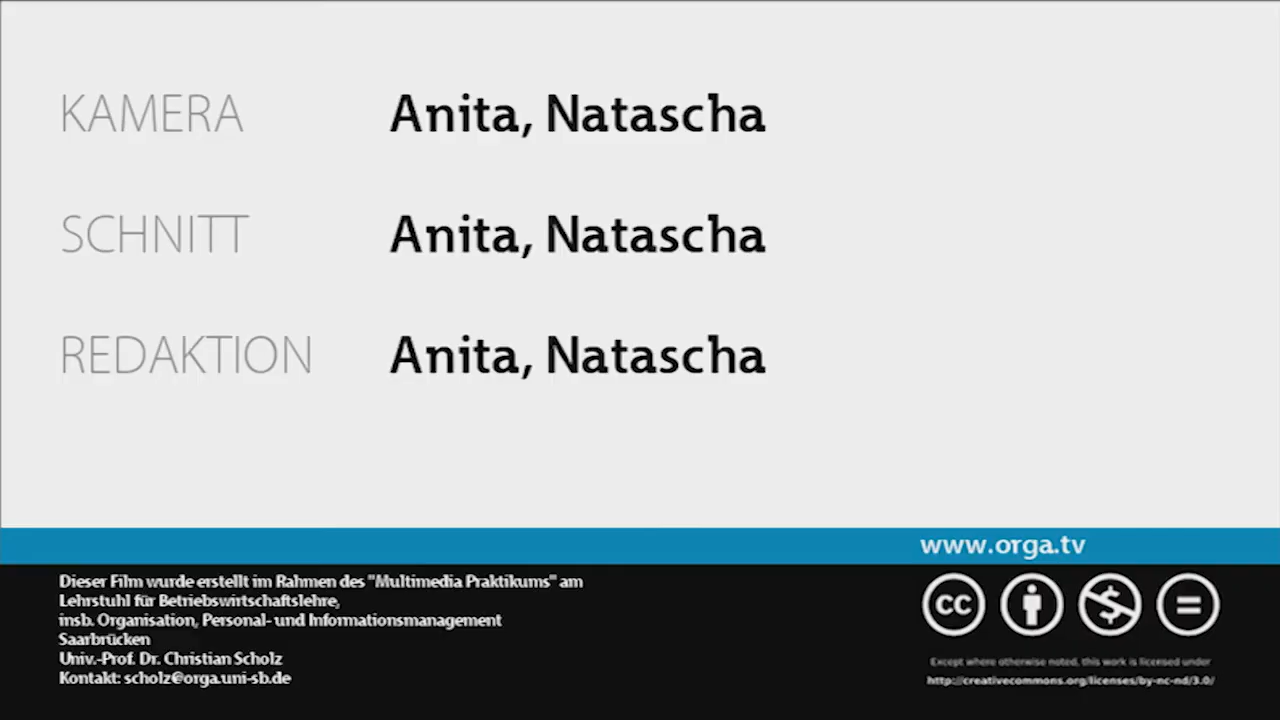 KAMERA Anita, Natascha
SCHNITT Anita, Natascha
REDAKTION Anita, Natascha
www.orga.tv
Dieser Film wurde erstellt im Rahmen des "Multimedia Praktikums" am
Lehrstuhl für Betriebswirtschaftslehre,
insb. Organisation, Personal- und Informationsmanagement
Saarbrücken
Univ.-Prof. Dr. Christian Scholz
Kontakt: scholz@orga.uni-sb.de
cc $ =
Except where otherwise noted, this work is licensed under
http://creativecommons.org/licenses/by-nc-nd/3.0/